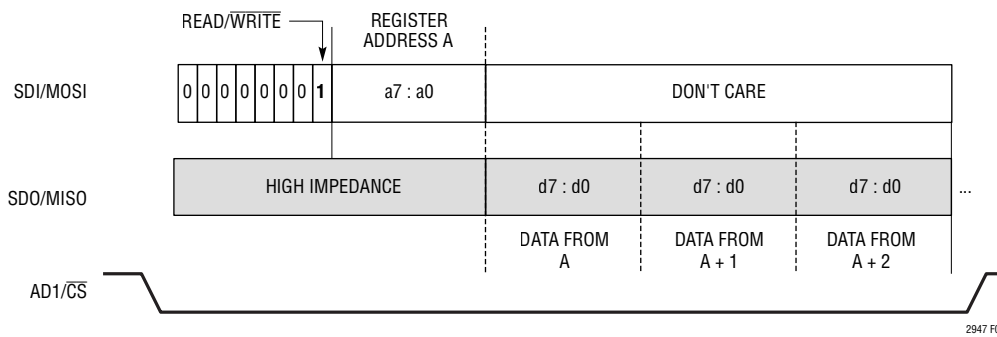 READ/WRITE
REGISTER
ADDRESS A
SDI/MOSI
0 0 0 0 0 0 0 1
a7 : a0
DON'T CARE
SDO/MISO
HIGH IMPEDANCE
d7 : d0
d7 : d0
d7 : d0
...
DATA FROM
A
DATA FROM
A + 1
DATA FROM
A + 2
AD1/CS
2947 F0